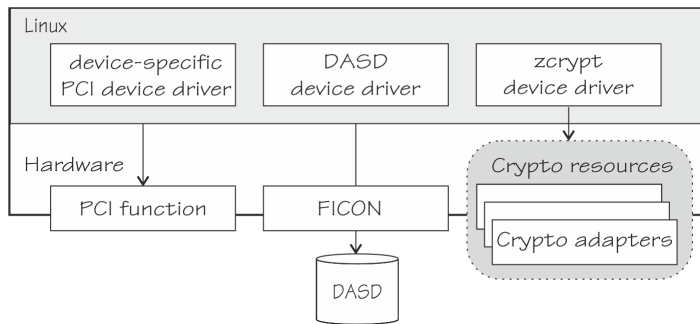 Linux
device-specific
PCI device driver
DASD
device driver
zcrypt
device driver
Hardware
Crypto resources
PCI function
FICON
Crypto adapters
DASD